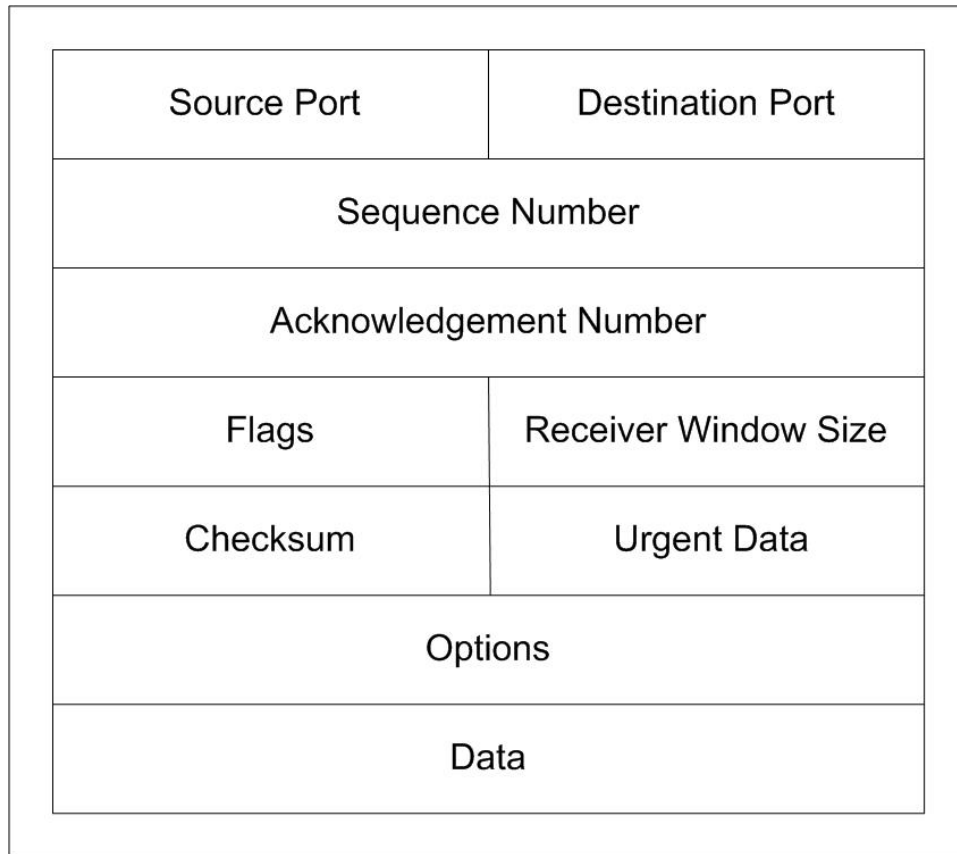 Source Port
Destination Port
Sequence Number
Acknowledgement Number
Flags
Receiver Window Size
Checksum
Urgent Data
Options
Data